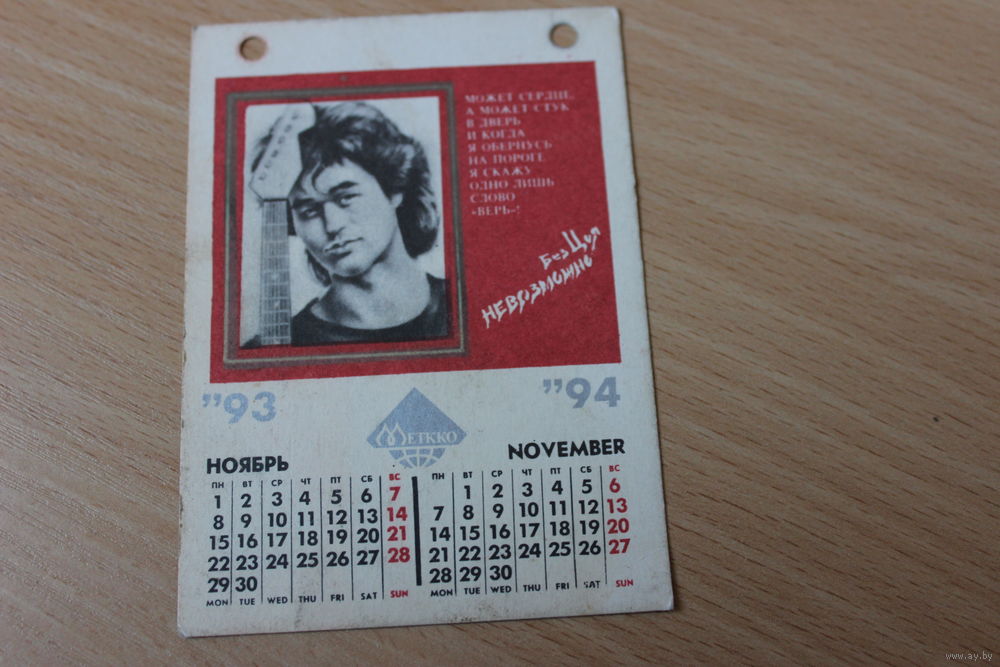 МОЖЕТ СЕРДЦЕ,
А МОЖЕТ СТУК
В ДВЕРЬ
И КОГДА
Я ОБЕРНУСЬ
НА ПОРОГЕ
Я СКАЖУ
ОДНО ЛИШЬ
СЛОВО
«ВЕРЬ»!
Без Цоя
НЕВОЗМОЖНО
"93 "94
МЕТККО
НОЯБРЬ NOVEMBER
ПН ВТ СР ЧТ ПТ СБ ВС ПН ВТ СР ЧТ ПТ СБ ВС
1 2 3 4 5 6 7 1 2 3 4 5 6
8 9 10 11 12 13 14 7 8 9 10 11 12 13
15 16 17 18 19 20 21 14 15 16 17 18 19 20
22 23 24 25 26 27 28 21 22 23 24 25 26 27
29 30 28 29 30
MON TUE WED THU FRI SAT SUN MON TUE WED THU FRI SAT SUN
www.ay.by